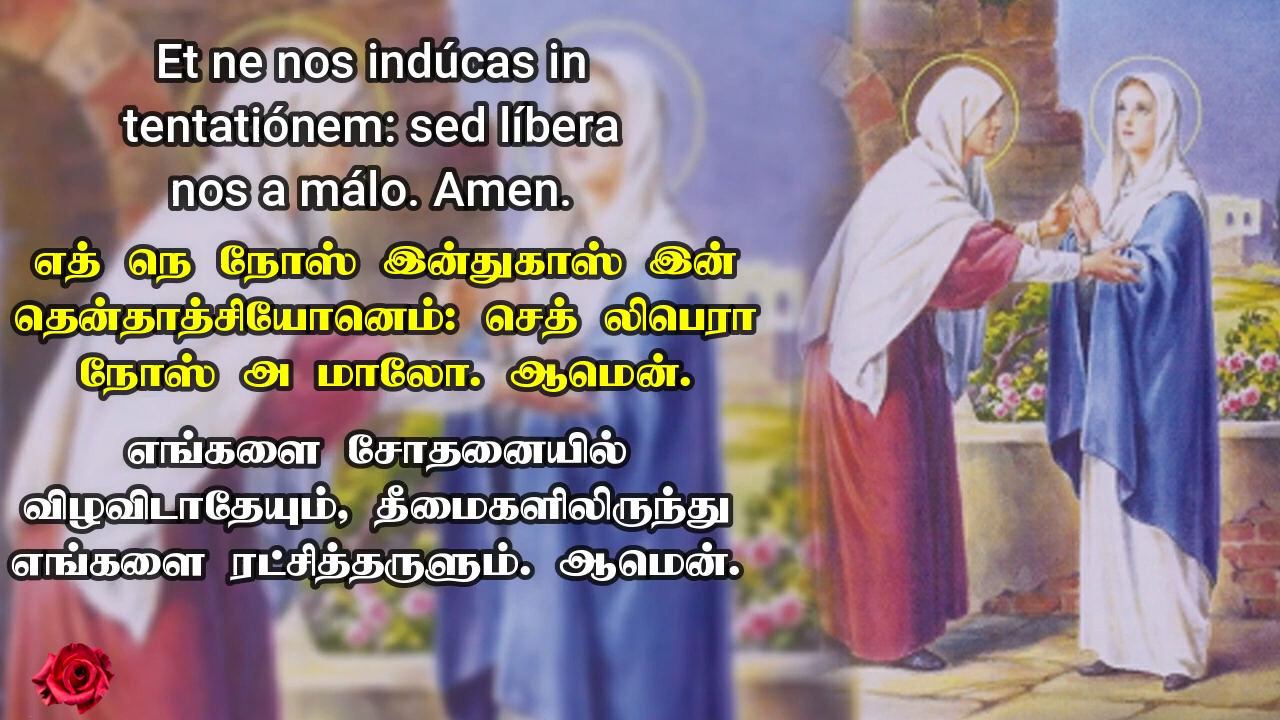 Et ne nos indúcas in
tentatiónem: sed líbera
nos a málo. Amen.
எத் நெ நோஸ் இன்துகாஸ் இன்
தென்தாத்சியோனெம்: செத் லிபெரா
நோஸ் அ மாலோ. ஆமென்.
எங்களை சோதனையில்
விழவிடாதேயும், தீமைகளிலிருந்து
எங்களை ரட்சித்தருளும். ஆமென்.